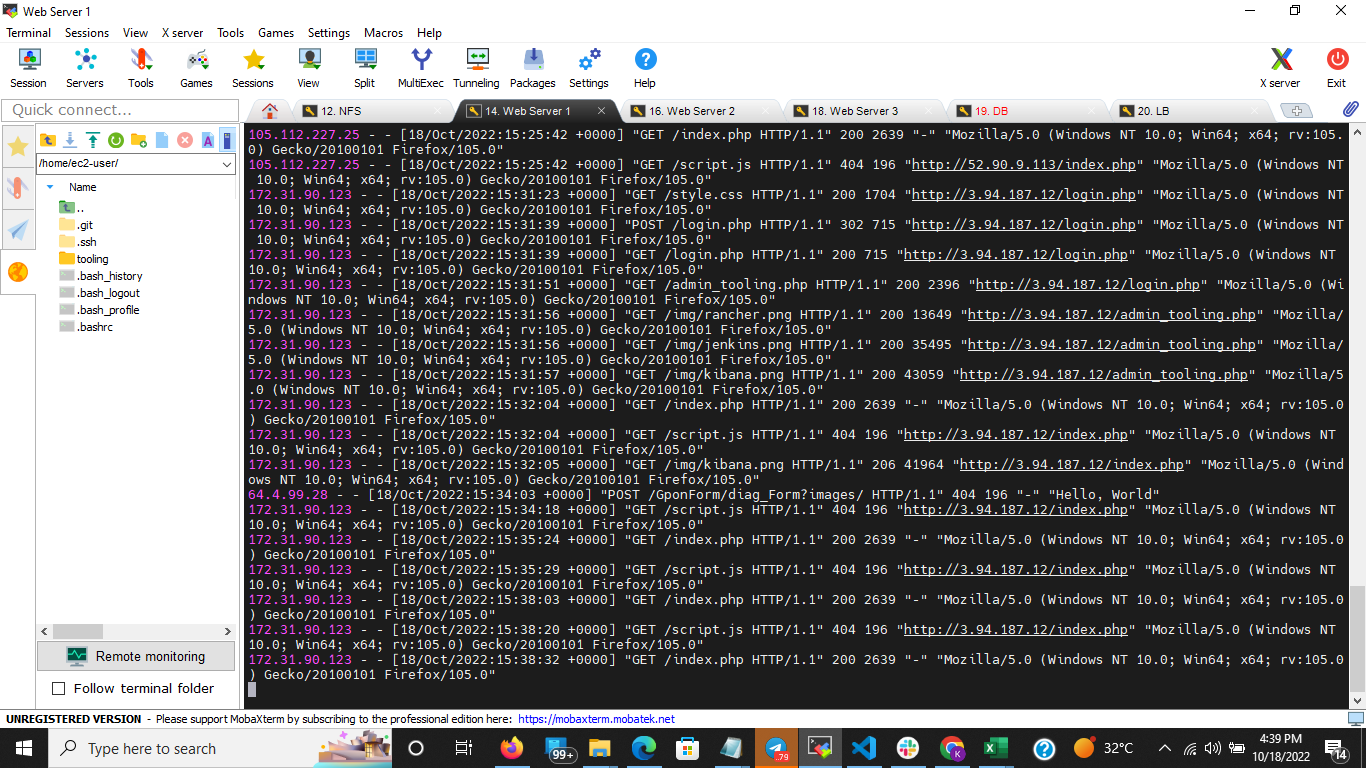 Web Server 1
Terminal Sessions View X server Tools Games Settings Macros Help
Session Servers Tools Games Sessions View Split MultiExec Tunneling Packages Settings Help X server Exit
Quick connect...
12. NFS 14. Web Server 1 16. Web Server 2 18. Web Server 3 19. DB 20. LB
/home/ec2-user/
Name
..
.git
.ssh
tooling
.bash_history
.bash_logout
.bash_profile
.bashrc
Remote monitoring
Follow terminal folder
105.112.227.25 - - [18/Oct/2022:15:25:42 +0000] "GET /index.php HTTP/1.1" 200 2639 "-" "Mozilla/5.0 (Windows NT 10.0; Win64; x64; rv:105.
0) Gecko/20100101 Firefox/105.0"
105.112.227.25 - - [18/Oct/2022:15:25:42 +0000] "GET /script.js HTTP/1.1" 404 196 "http://52.90.9.113/index.php" "Mozilla/5.0 (Windows NT
10.0; Win64; x64; rv:105.0) Gecko/20100101 Firefox/105.0"
172.31.90.123 - - [18/Oct/2022:15:31:23 +0000] "GET /style.css HTTP/1.1" 200 1704 "http://3.94.187.12/login.php" "Mozilla/5.0 (Windows NT
10.0; Win64; x64; rv:105.0) Gecko/20100101 Firefox/105.0"
172.31.90.123 - - [18/Oct/2022:15:31:39 +0000] "POST /login.php HTTP/1.1" 302 715 "http://3.94.187.12/login.php" "Mozilla/5.0 (Windows NT
10.0; Win64; x64; rv:105.0) Gecko/20100101 Firefox/105.0"
172.31.90.123 - - [18/Oct/2022:15:31:39 +0000] "GET /login.php HTTP/1.1" 200 715 "http://3.94.187.12/login.php" "Mozilla/5.0 (Windows NT
10.0; Win64; x64; rv:105.0) Gecko/20100101 Firefox/105.0"
172.31.90.123 - - [18/Oct/2022:15:31:51 +0000] "GET /admin_tooling.php HTTP/1.1" 200 2396 "http://3.94.187.12/login.php" "Mozilla/5.0 (Wi
ndows NT 10.0; Win64; x64; rv:105.0) Gecko/20100101 Firefox/105.0"
172.31.90.123 - - [18/Oct/2022:15:31:56 +0000] "GET /img/rancher.png HTTP/1.1" 200 13649 "http://3.94.187.12/admin_tooling.php" "Mozilla/
5.0 (Windows NT 10.0; Win64; x64; rv:105.0) Gecko/20100101 Firefox/105.0"
172.31.90.123 - - [18/Oct/2022:15:31:56 +0000] "GET /img/jenkins.png HTTP/1.1" 200 35495 "http://3.94.187.12/admin_tooling.php" "Mozilla/
5.0 (Windows NT 10.0; Win64; x64; rv:105.0) Gecko/20100101 Firefox/105.0"
172.31.90.123 - - [18/Oct/2022:15:31:57 +0000] "GET /img/kibana.png HTTP/1.1" 200 43059 "http://3.94.187.12/admin_tooling.php" "Mozilla/5
.0 (Windows NT 10.0; Win64; x64; rv:105.0) Gecko/20100101 Firefox/105.0"
172.31.90.123 - - [18/Oct/2022:15:32:04 +0000] "GET /index.php HTTP/1.1" 200 2639 "-" "Mozilla/5.0 (Windows NT 10.0; Win64; x64; rv:105.0
) Gecko/20100101 Firefox/105.0"
172.31.90.123 - - [18/Oct/2022:15:32:04 +0000] "GET /script.js HTTP/1.1" 404 196 "http://3.94.187.12/index.php" "Mozilla/5.0 (Windows NT
10.0; Win64; x64; rv:105.0) Gecko/20100101 Firefox/105.0"
172.31.90.123 - - [18/Oct/2022:15:32:05 +0000] "GET /img/kibana.png HTTP/1.1" 206 41964 "http://3.94.187.12/index.php" "Mozilla/5.0 (Wind
ows NT 10.0; Win64; x64; rv:105.0) Gecko/20100101 Firefox/105.0"
64.4.99.28 - - [18/Oct/2022:15:34:03 +0000] "POST /GponForm/diag_Form?images/ HTTP/1.1" 404 196 "-" "Hello, World"
172.31.90.123 - - [18/Oct/2022:15:34:18 +0000] "GET /script.js HTTP/1.1" 404 196 "http://3.94.187.12/index.php" "Mozilla/5.0 (Windows NT
10.0; Win64; x64; rv:105.0) Gecko/20100101 Firefox/105.0"
172.31.90.123 - - [18/Oct/2022:15:35:24 +0000] "GET /index.php HTTP/1.1" 200 2639 "-" "Mozilla/5.0 (Windows NT 10.0; Win64; x64; rv:105.0
) Gecko/20100101 Firefox/105.0"
172.31.90.123 - - [18/Oct/2022:15:35:29 +0000] "GET /script.js HTTP/1.1" 404 196 "http://3.94.187.12/index.php" "Mozilla/5.0 (Windows NT
10.0; Win64; x64; rv:105.0) Gecko/20100101 Firefox/105.0"
172.31.90.123 - - [18/Oct/2022:15:38:03 +0000] "GET /index.php HTTP/1.1" 200 2639 "-" "Mozilla/5.0 (Windows NT 10.0; Win64; x64; rv:105.0
) Gecko/20100101 Firefox/105.0"
172.31.90.123 - - [18/Oct/2022:15:38:20 +0000] "GET /script.js HTTP/1.1" 404 196 "http://3.94.187.12/index.php" "Mozilla/5.0 (Windows NT
10.0; Win64; x64; rv:105.0) Gecko/20100101 Firefox/105.0"
172.31.90.123 - - [18/Oct/2022:15:38:32 +0000] "GET /index.php HTTP/1.1" 200 2639 "-" "Mozilla/5.0 (Windows NT 10.0; Win64; x64; rv:105.0
) Gecko/20100101 Firefox/105.0"
UNREGISTERED VERSION - Please support MobaXterm by subscribing to the professional edition here: https://mobaxterm.mobatek.net
Type here to search
99+
.79
K
32°C
4:39 PM
10/18/2022
14